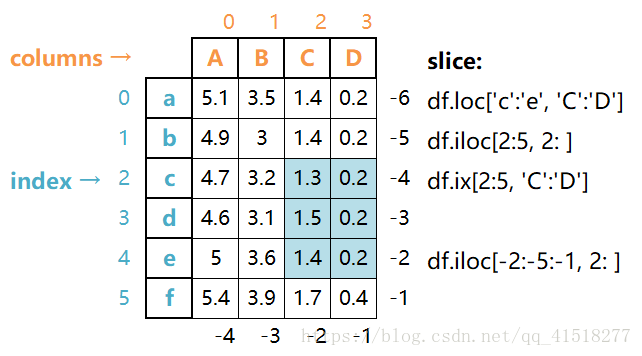 0 1 2 3
columns → A B C D slice:
0 a 5.1 3.5 1.4 0.2 -6 df.loc['c':'e', 'C':'D']
1 b 4.9 3 1.4 0.2 -5 df.iloc[2:5, 2: ]
index → 2 c 4.7 3.2 1.3 0.2 -4 df.ix[2:5, 'C':'D']
3 d 4.6 3.1 1.5 0.2 -3
4 e 5 3.6 1.4 0.2 -2 df.iloc[-2:-5:-1, 2: ]
5 f 5.4 3.9 1.7 0.4 -1
-4 -3 -2 -1
https://blog.csdn.net/qq_41518277